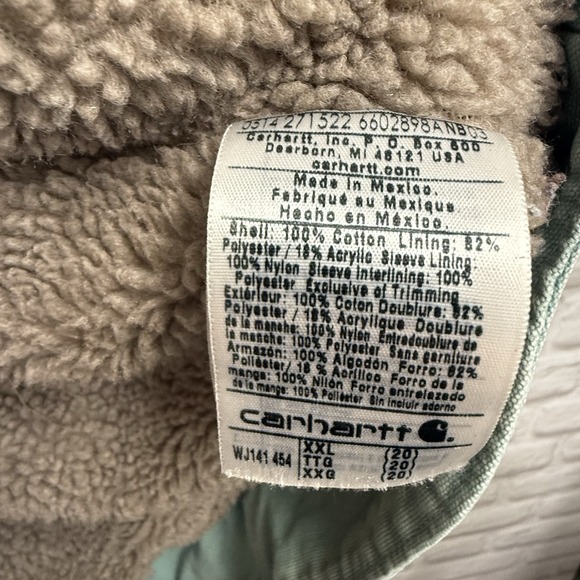 0514 271522 6602898A NB03
Carhartt, Inc. P. O. Box 600
Dearborn, MI 48121 USA
carhartt.com
Made in Mexico.
Fabriqué au Mexique
Hecho en México.
Shell: 100% Cotton Lining: 82%
Polyester / 18% Acrylic Sleeve Lining:
100% Nylon Sleeve Interlining: 100%
Polyester Exclusive of Trimming
Extérieur: 100% Coton Doublure: 82%
Polyester / 18% Acrylique Doublure
de la manche: 100% Nylon Entredoublure de
la manche: 100% Polyester Sans garniture
Armazón: 100% Algodón Forro: 82%
Poliéster / 18 % Acrílico Forro de la
manga: 100% Nilón Forro entrelazado
de la manga: 100% Poliéster Sin incluir adorno
carhartt
WJ141 454 XXL (20)
TTG (20)
XXG (20)